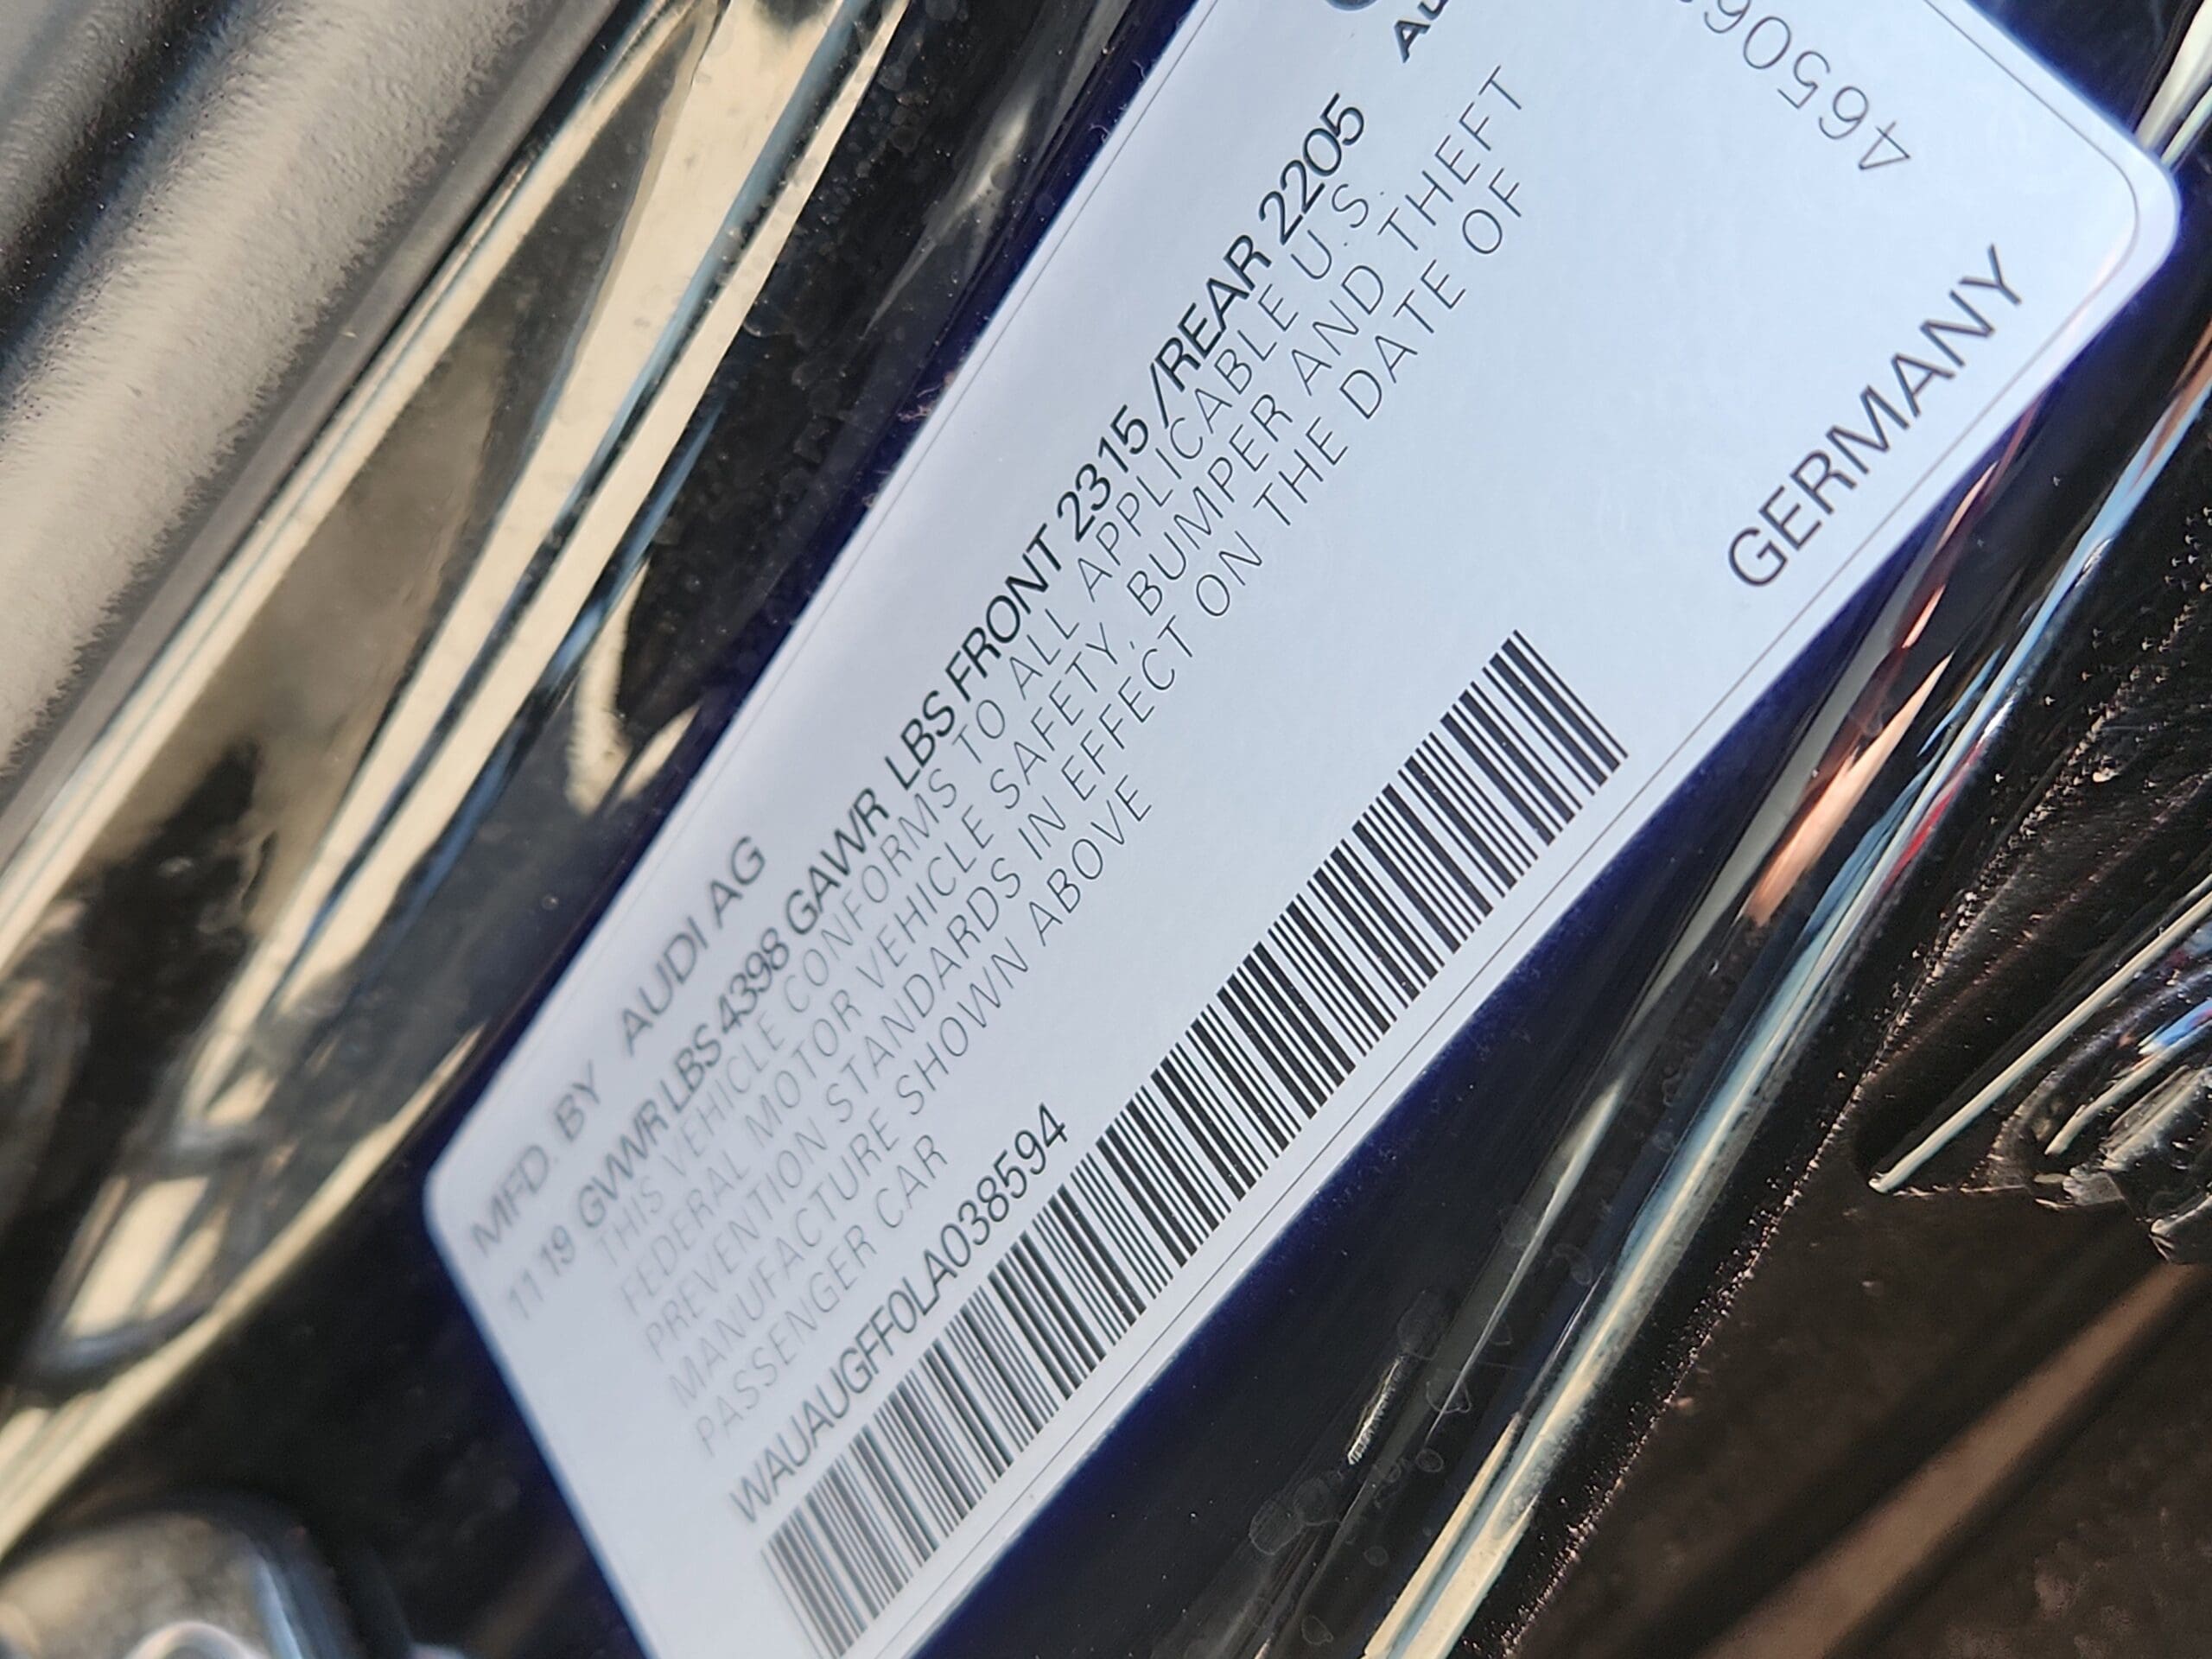 MFD. BY AUDI AG
11 19 GVWR LBS 4398 GAWR LBS FRONT 2315 /REAR 2205
THIS VEHICLE CONFORMS TO ALL APPLICABLE U.S.
FEDERAL MOTOR VEHICLE SAFETY, BUMPER AND THEFT
PREVENTION STANDARDS IN EFFECT ON THE DATE OF
MANUFACTURE SHOWN ABOVE
PASSENGER CAR
WAUAUGFF0LA038594
GERMANY